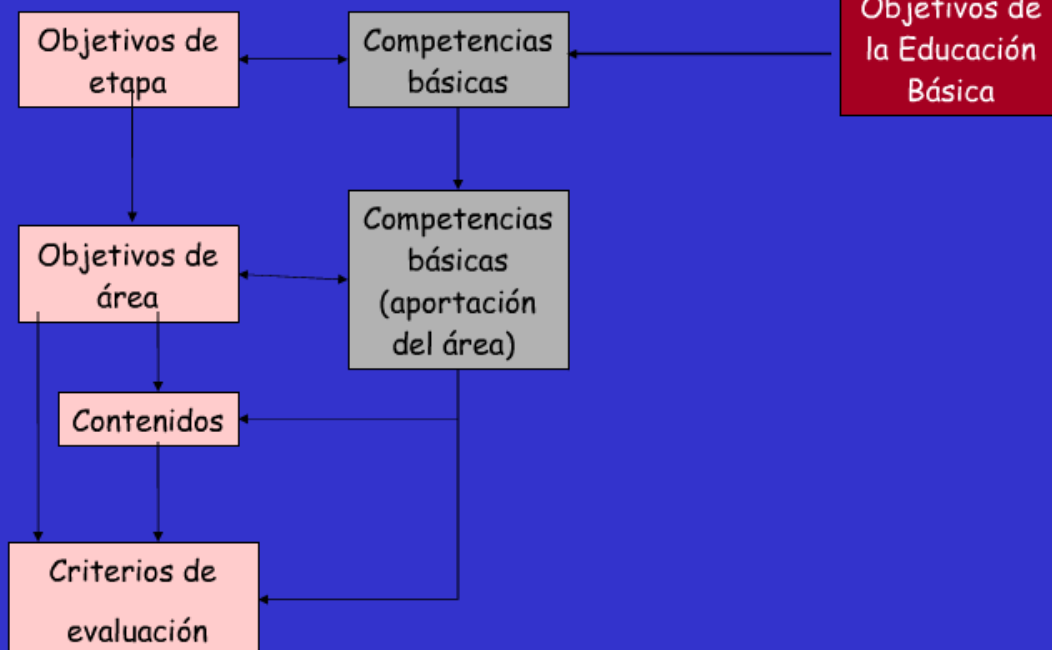 Objetivos de
etapa
Competencias
básicas
Objetivos de
la Educación
Básica
Objetivos de
área
Competencias
básicas
(aportación
del área)
Contenidos
Criterios de
evaluación